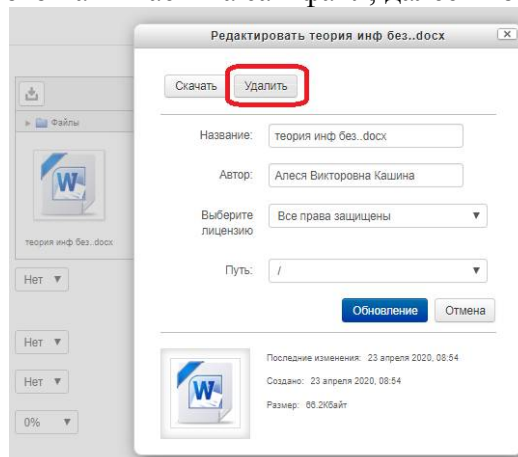 Редактировать теория инф без..docx
Скачать Удалить
Файлы
Название: теория инф без..docx
Автор: Алеся Викторовна Кашина
теория инф без..docx
Выберите лицензию Все права защищены
Нет
Путь: /
Обновление Отмена
Нет
Нет
0%
Последние изменения: 23 апреля 2020, 08:54
Создано: 23 апреля 2020, 08:54
Размер: 66.2Кбайт